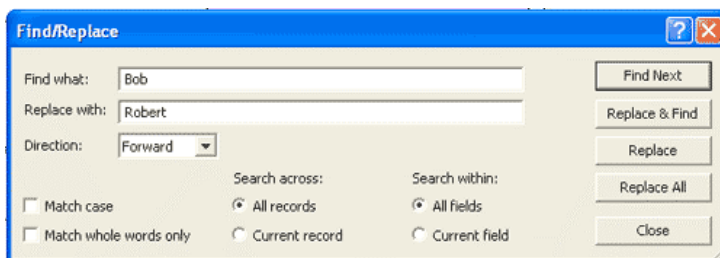 Find/Replace
Find what: Bob
Find Next
Replace with: Robert
Replace & Find
Direction: Forward
Replace
Search across:
Search within:
Replace All
Match case
All records
All fields
Match whole words only
Current record
Current field
Close